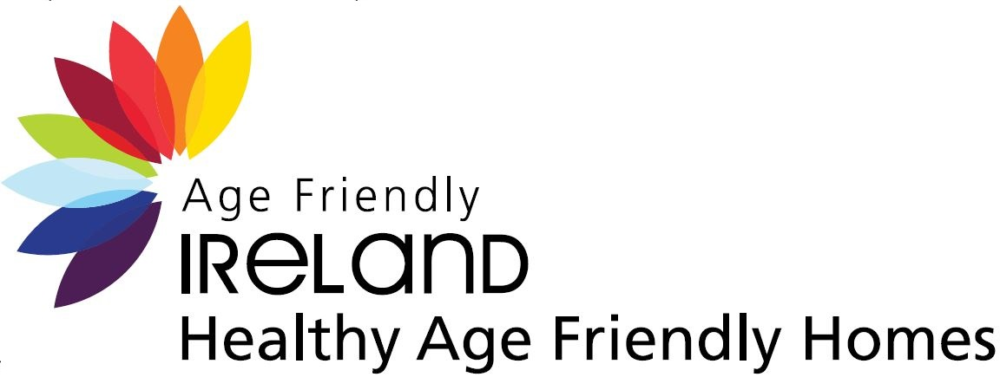 Age Friendly
IRELAND
Healthy Age Friendly Homes